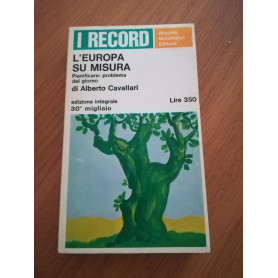 I RECORD
Arnoldo
Mondadori
Editore
L'EUROPA
SU MISURA
Pianificare: problema
del giorno
di Alberto Cavallari
edizione integrale
30° migliaio
Lire 350